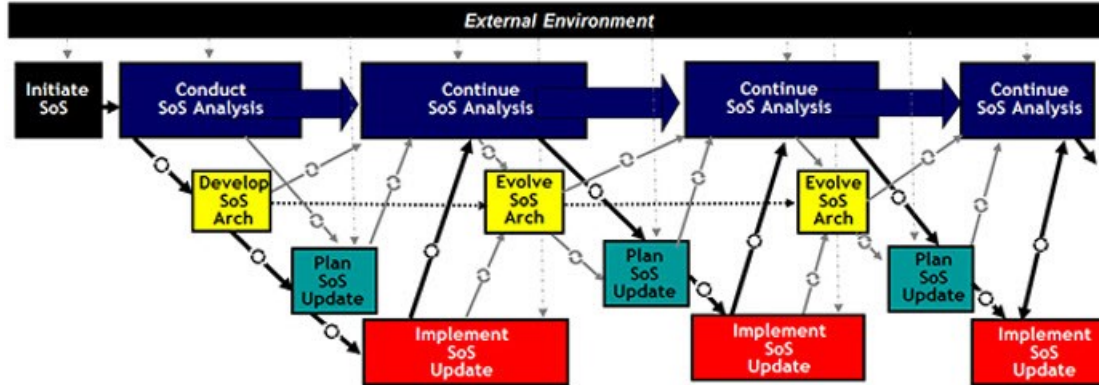 External Environment
Initiate
SoS
Conduct
SoS Analysis
Continue
SoS Analysis
Continue
SoS Analysis
Continue
SoS Analysis
Develop
SoS
Arch
Evolve
SoS
Arch
Evolve
SoS
Arch
Plan
SoS
Update
Plan
SoS
Update
Plan
SoS
Update
Implement
SoS
Update
Implement
SoS
Update
Implement
SoS
Update